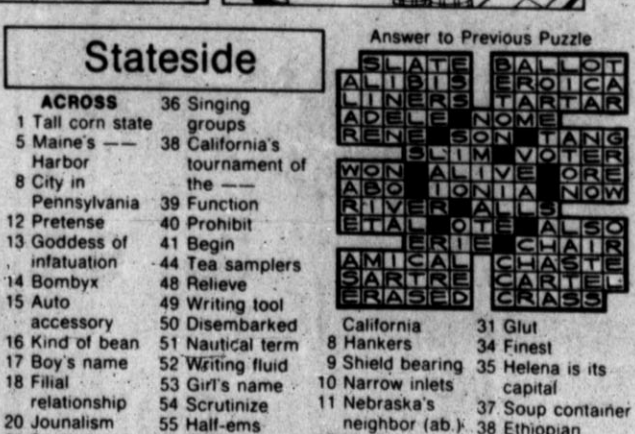 Stateside
ACROSS
1 Tall corn state
5 Maine's ——
Harbor
8 City in
Pennsylvania
12 Pretense
13 Goddess of
infatuation
14 Bombyx
15 Auto
accessory
16 Kind of bean
17 Boy's name
18 Filial
relationship
20 Jounalism
36 Singing
groups
38 California's
tournament of
the ——
39 Function
40 Prohibit
41 Begin
44 Tea samplers
48 Relieve
49 Writing tool
50 Disembarked
51 Nautical term
52 Writing fluid
53 Girl's name
54 Scrutinize
55 Half-ems
Answer to Previous Puzzle
SLATE BALLOT
ALIBIS EROICA
LINERS TARTAR
ADELE NOME
RENE SON TANG
SLIM VOTER
WON ALIVE ORE
ABO IONIA NOW
RIVER ALLS
ETAL OTE ALSO
ERIE CHAIR
AMICAL CHASTE
SARTRE CARTEL
ERASED CRASS
California
8 Hankers
9 Shield bearing
10 Narrow inlets
11 Nebraska's
neighbor (ab.)
31 Glut
34 Finest
35 Helena is its
capital
37 Soup container
38 Ethiopian